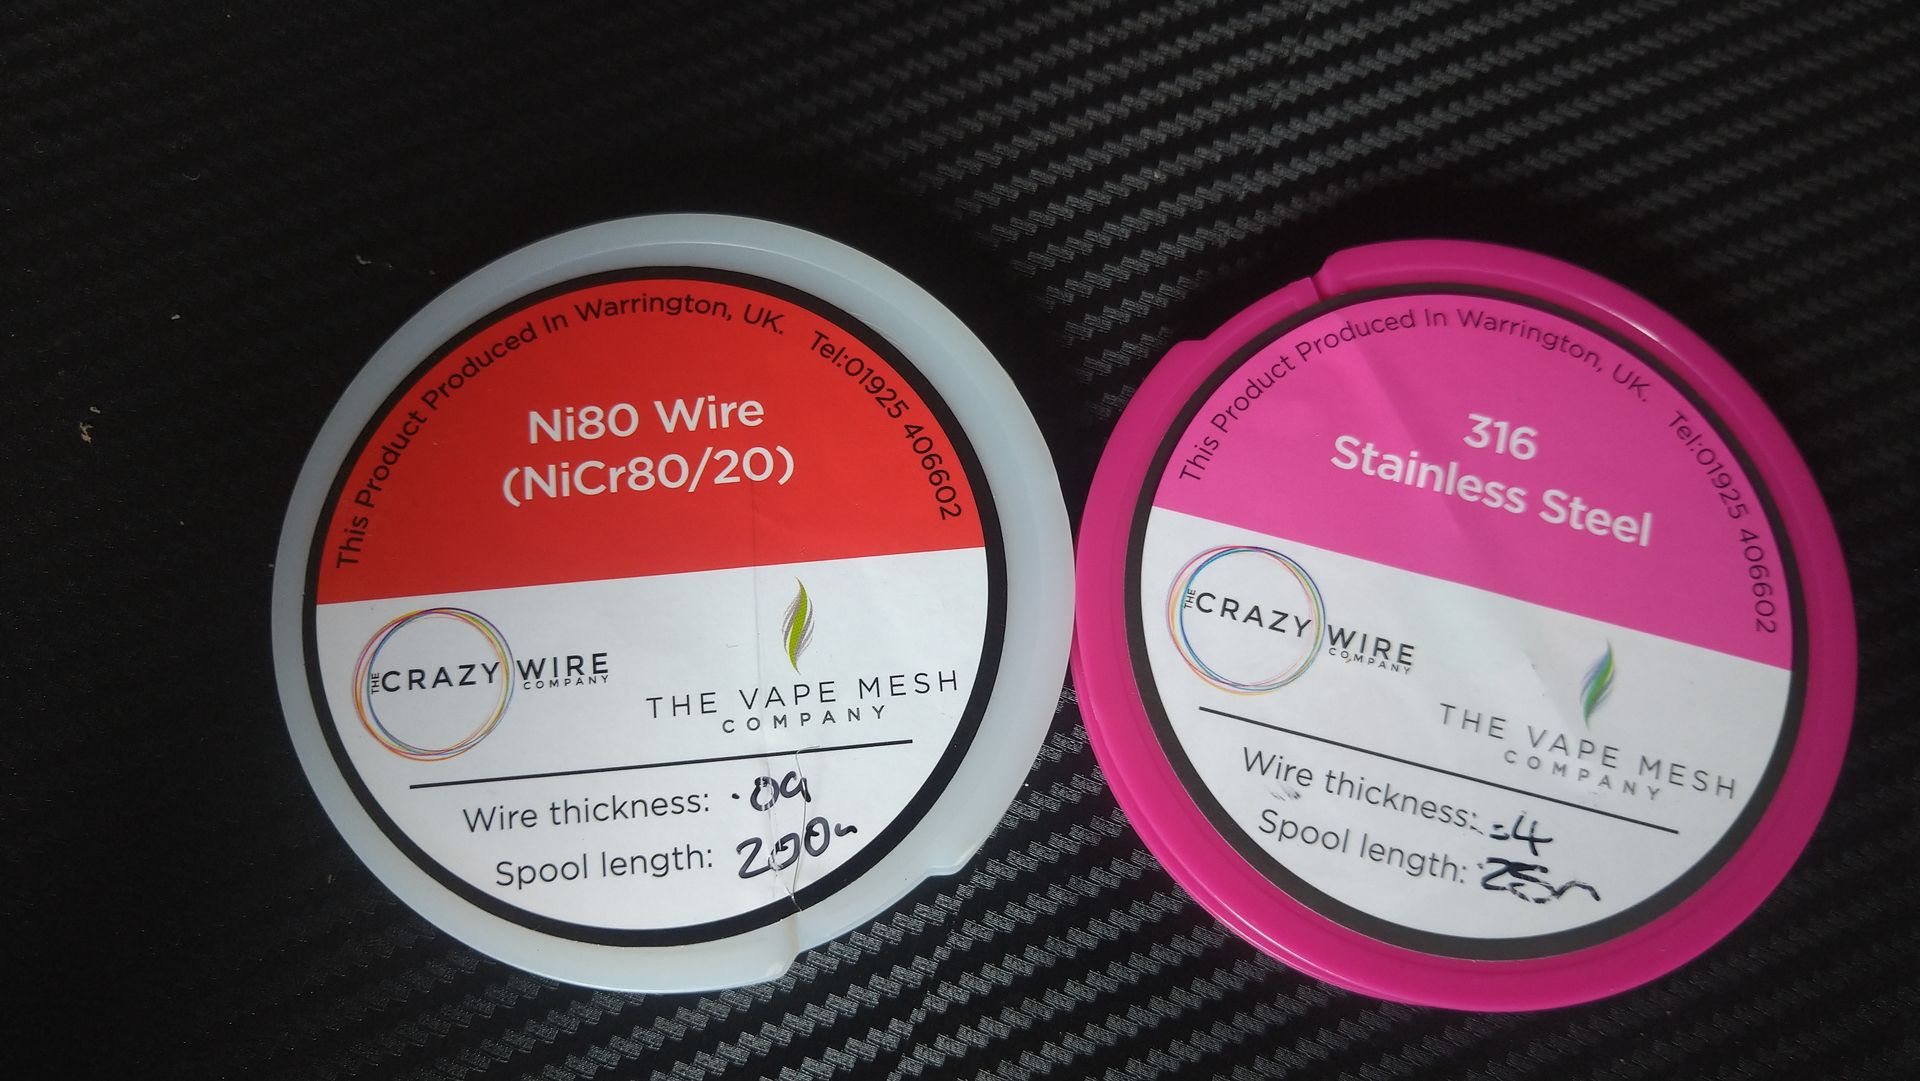 This Product Produced In Warrington, UK. Tel:01925 406602
Ni80 Wire
(NiCr80/20)
THE CRAZY WIRE
COMPANY
THE VAPE MESH
COMPANY
Wire thickness: .09
Spool length: 200m
This Product Produced In Warrington, UK. Tel:01925 406602
316
Stainless Steel
THE CRAZY WIRE
COMPANY
THE VAPE MESH
COMPANY
Wire thickness: .4
Spool length: 25m